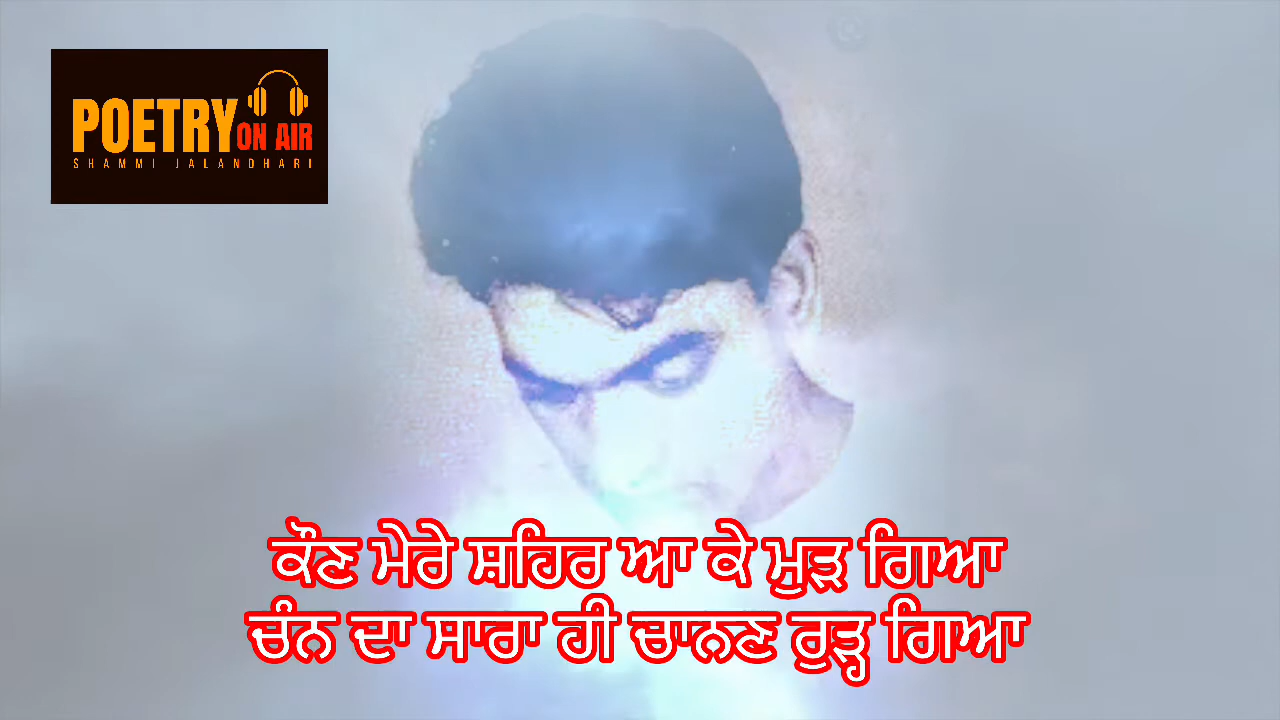 POETRY ON AIR
SHAMMI JALANDHARI
ਕੌਣ ਮੇਰੇ ਸ਼ਹਿਰ ਆ ਕੇ ਮੁੜ ਗਿਆ
ਚੰਨ ਦਾ ਸਾਰਾ ਹੀ ਚਾਨਣ ਰੁੜ੍ਹ ਗਿਆ